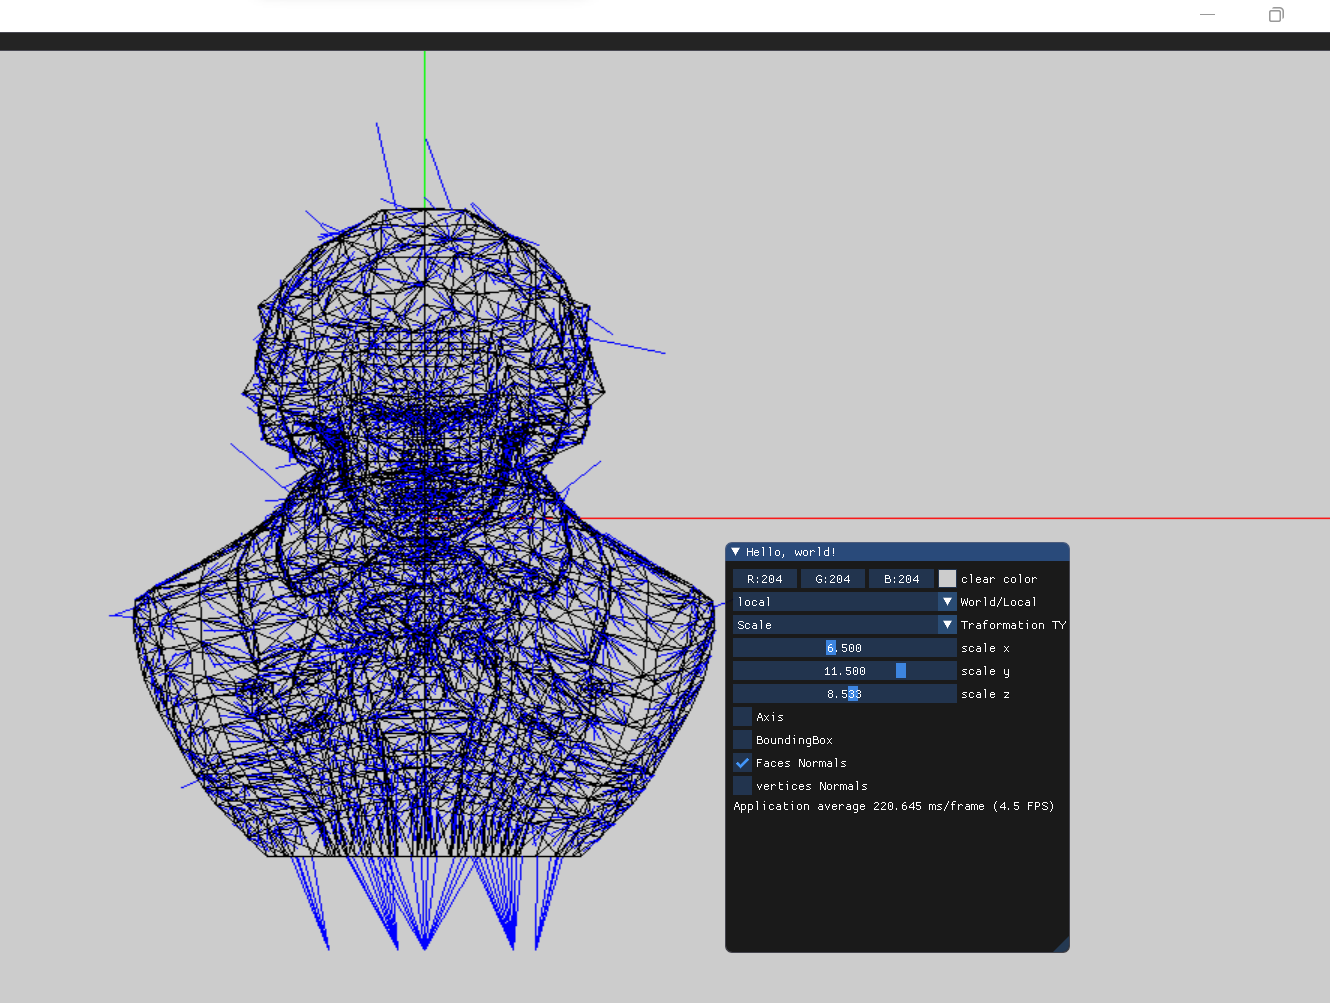 Hello, world!
R:204 G:204 B:204 clear color
local World/Local
Scale Traformation TY
6.500 scale x
11.500 scale y
8.533 scale z
Axis
BoundingBox
Faces Normals
vertices Normals
Application average 220.645 ms/frame (4.5 FPS)